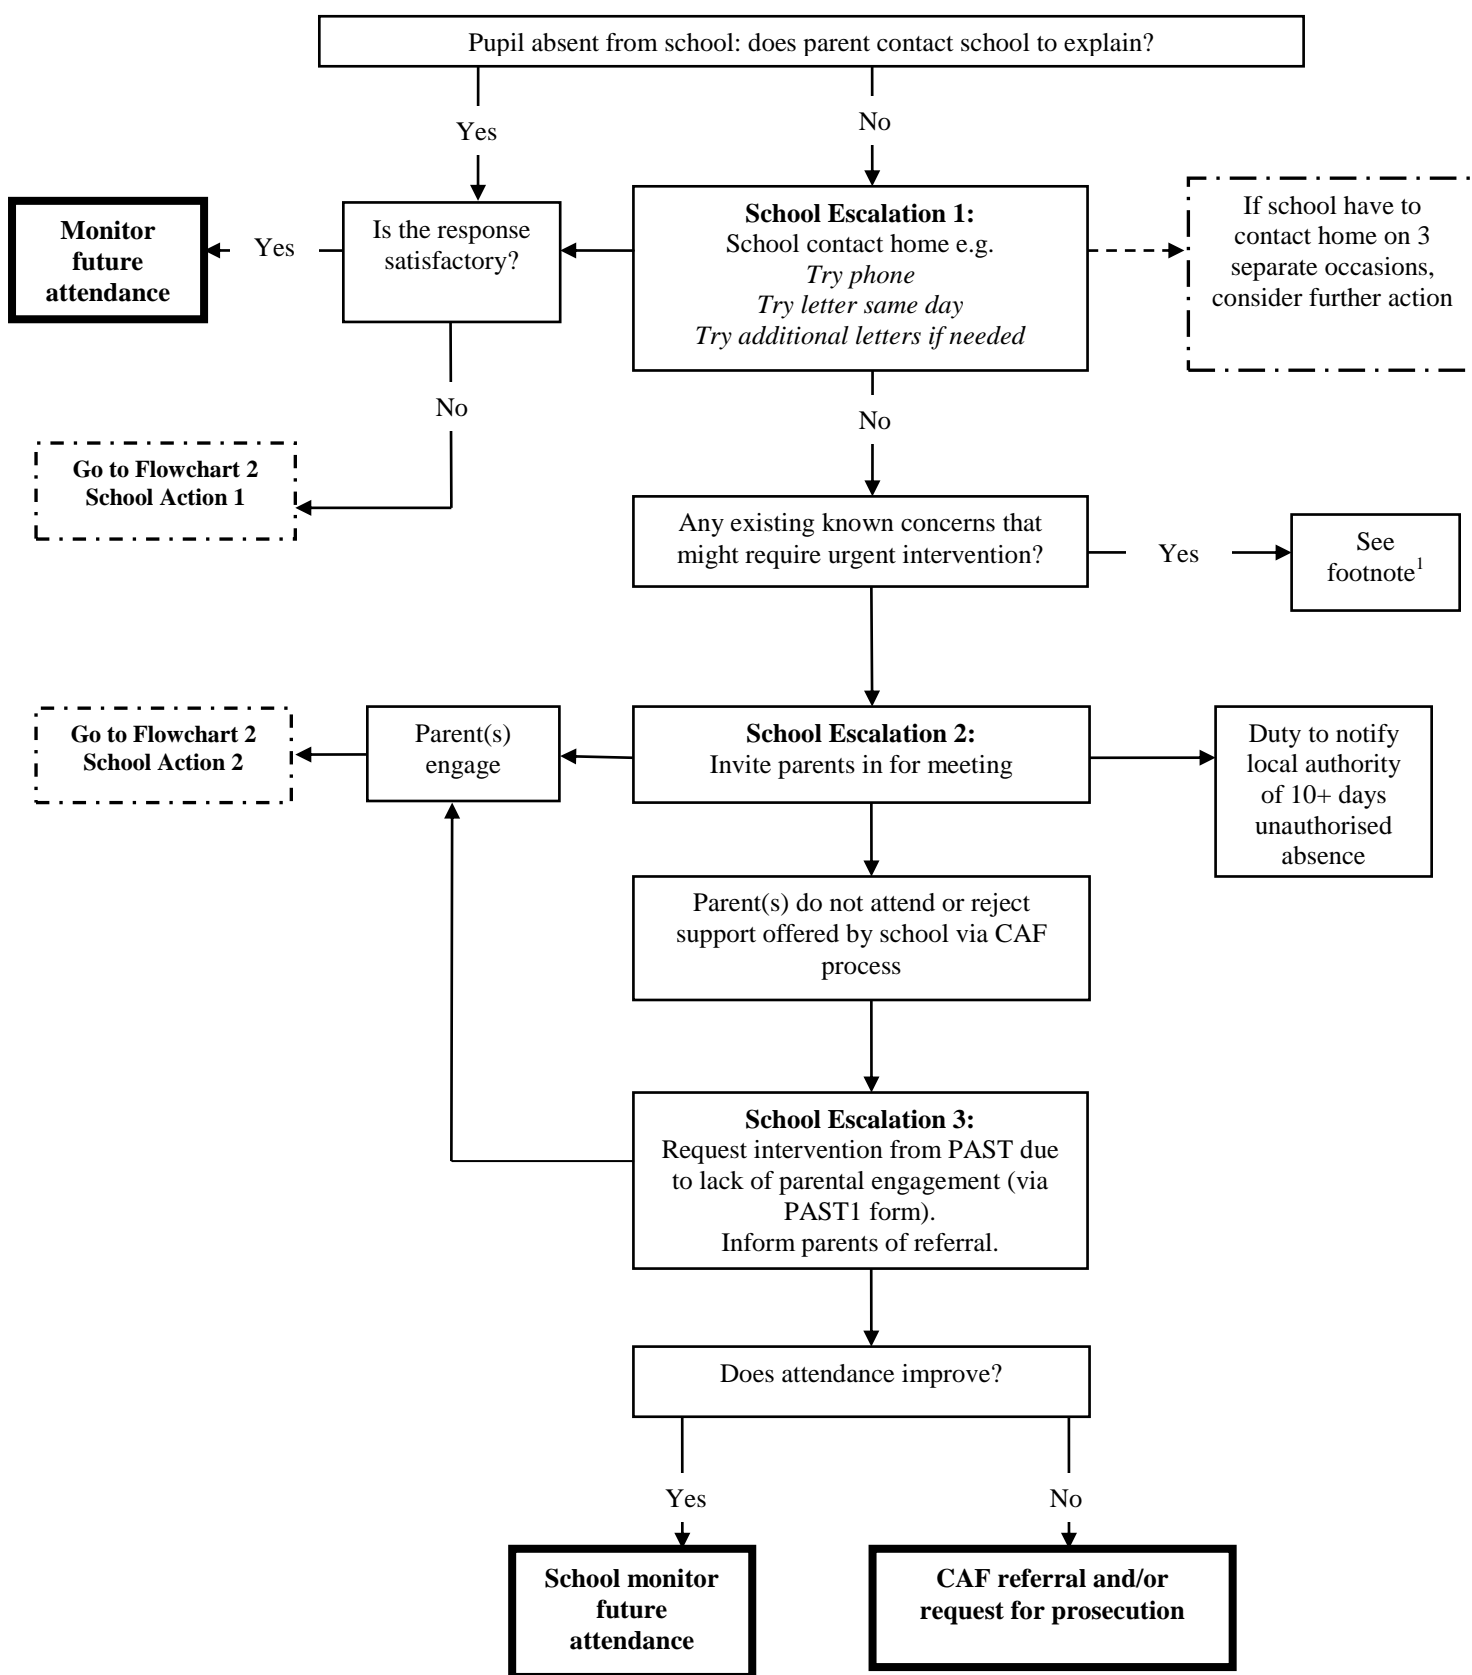 Pupil absent from school: does parent contact school to explain?
Yes
No
Monitor
future
attendance
Yes
Is the response
satisfactory?
School Escalation 1:
School contact home e.g.
Try phone
Try letter same day
Try additional letters if needed
If school have to
contact home on 3
separate occasions,
consider further action
No
No
Go to Flowchart 2
School Action 1
Any existing known concerns that
might require urgent intervention?
Yes
See
footnote1
Go to Flowchart 2
School Action 2
Parent(s)
engage
School Escalation 2:
Invite parents in for meeting
Duty to notify
local authority
of 10+ days
unauthorised
absence
Parent(s) do not attend or reject
support offered by school via CAF
process
School Escalation 3:
Request intervention from PAST due
to lack of parental engagement (via
PAST1 form).
Inform parents of referral.
Does attendance improve?
Yes
No
School monitor
future
attendance
CAF referral and/or
request for prosecution